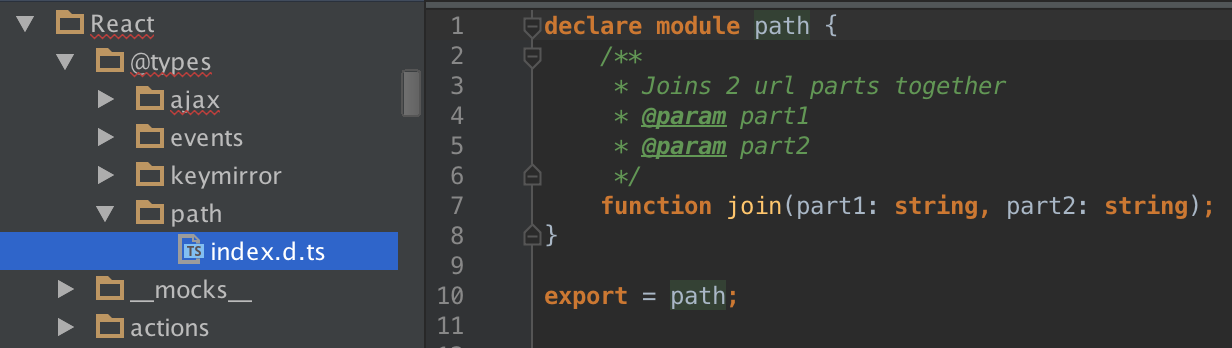 React
@types
ajax
events
keymirror
path
TS index.d.ts
__mocks__
actions
1 declare module path {
2 /**
3 * Joins 2 url parts together
4 * @param part1
5 * @param part2
6 */
7 function join(part1: string, part2: string);
8 }
9
10 export = path;
11